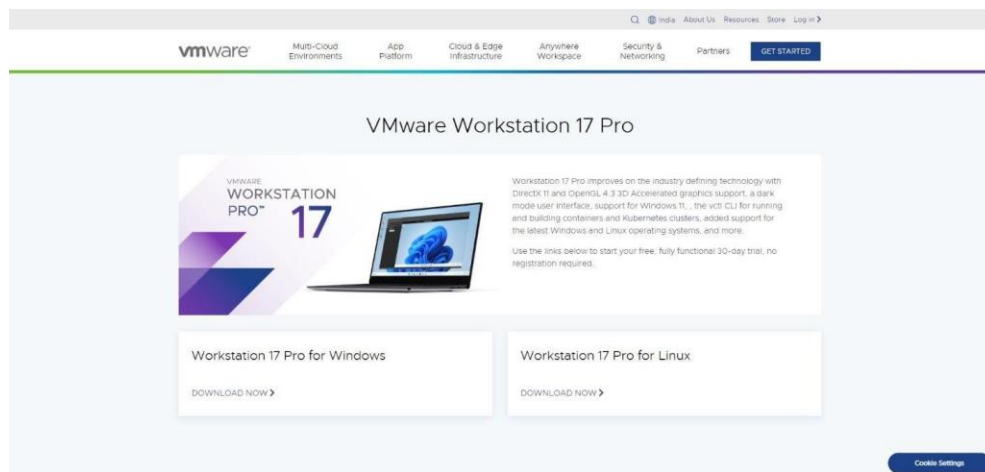 India About Us Resources Store Log in
vmware
Multi-Cloud
Environments
App
Platform
Cloud & Edge
Infrastructure
Anywhere
Workspace
Security &
Networking
Partners
GET STARTED
VMware Workstation 17 Pro
VMWARE
WORKSTATION
PRO™ 17
Workstation 17 Pro improves on the industry defining technology with
DirectX 11 and OpenGL 4.3 3D Accelerated graphics support, a dark
mode user interface, support for Windows 11, , the vctl CLI for running
and building containers and Kubernetes clusters, added support for
the latest Windows and Linux operating systems, and more.
Use the links below to start your free, fully functional 30-day trial, no
registration required.
Workstation 17 Pro for Windows
DOWNLOAD NOW
Workstation 17 Pro for Linux
DOWNLOAD NOW
Cookie Settings